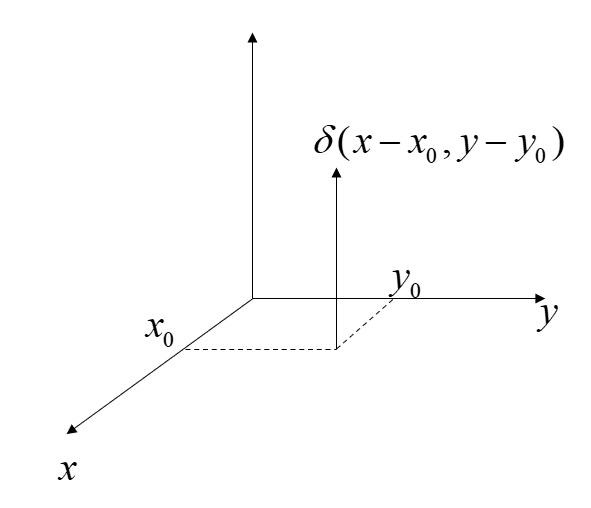 δ(x − x₀, y − y₀)
y₀
y
x₀
x